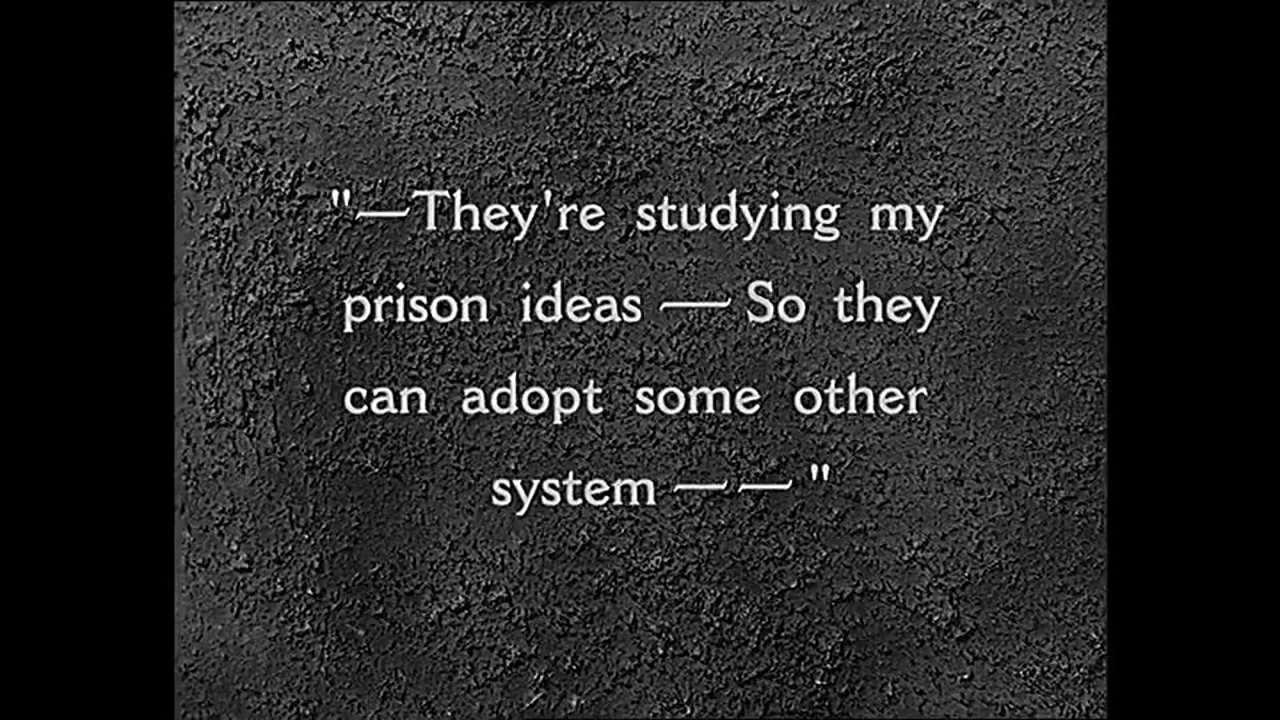 "—They're studying my
prison ideas — So they
can adopt some other
system — — "